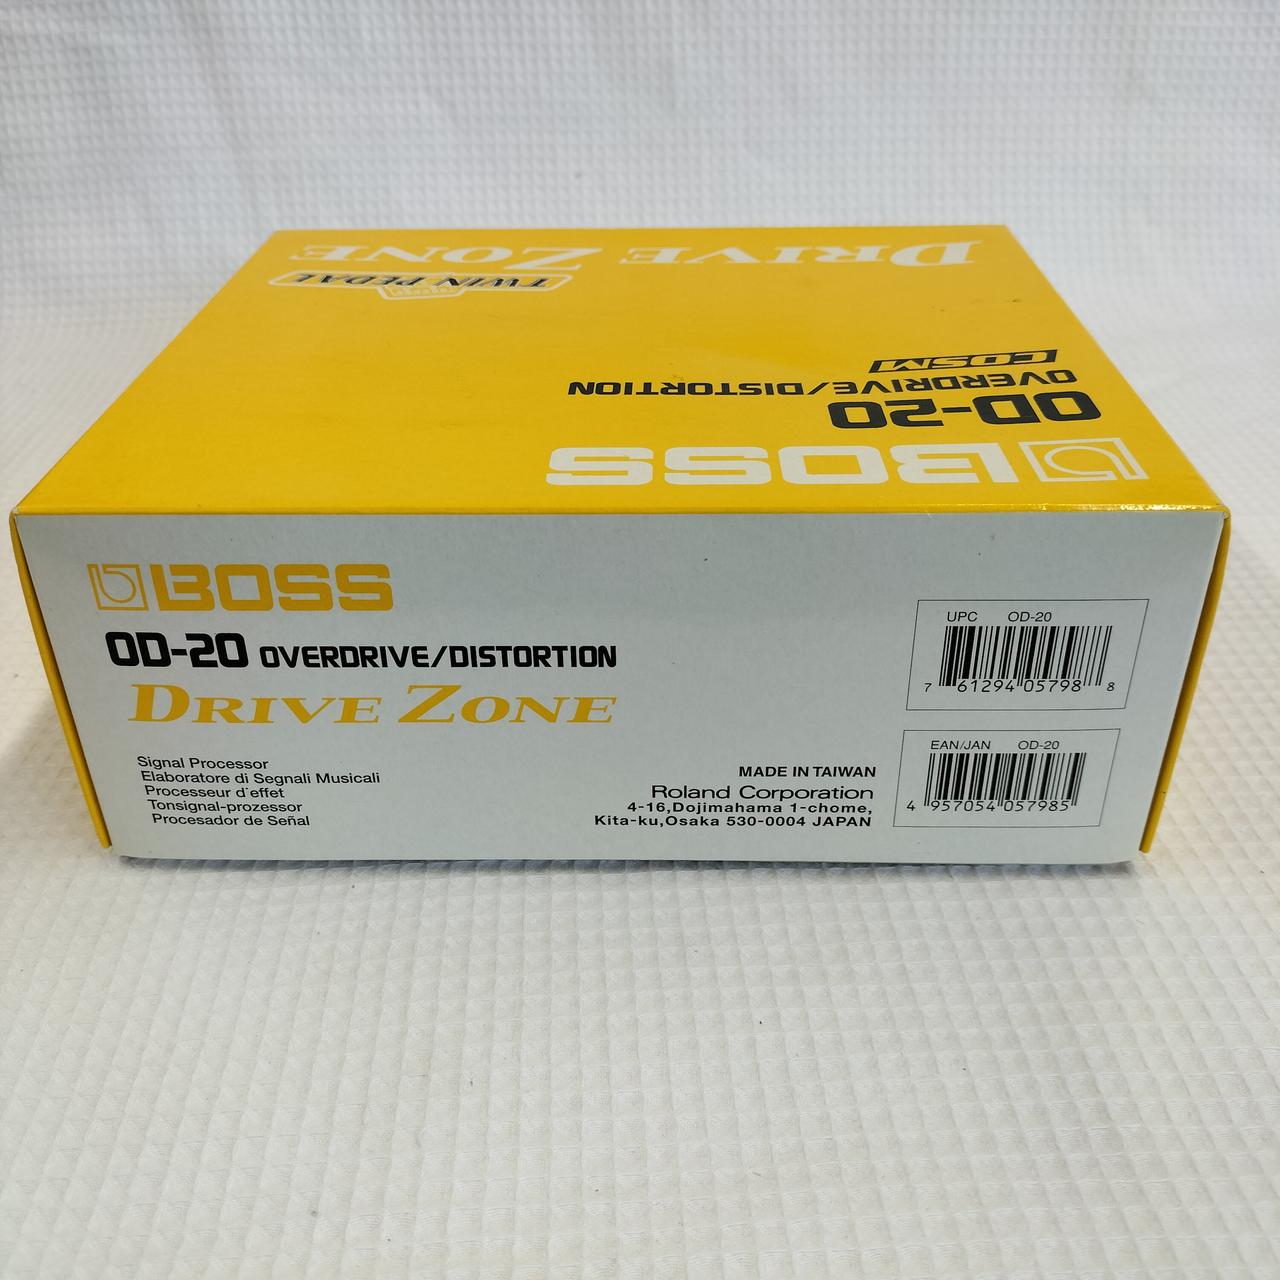 DRIVE ZONE
TWIN PEDAL
COSM
OVERDRIVE/DISTORTION
OD-20
BOSS
BOSS
OD-20 OVERDRIVE/DISTORTION
DRIVE ZONE
Signal Processor
Elaboratore di Segnali Musicali
Processeur d'effet
Tonsignal-prozessor
Procesador de Señal
MADE IN TAIWAN
Roland Corporation
4-16,Dojimahama 1-chome,
Kita-ku,Osaka 530-0004 JAPAN
UPC OD-20
7 61294 05798 8
EAN/JAN OD-20
4 957054 057985